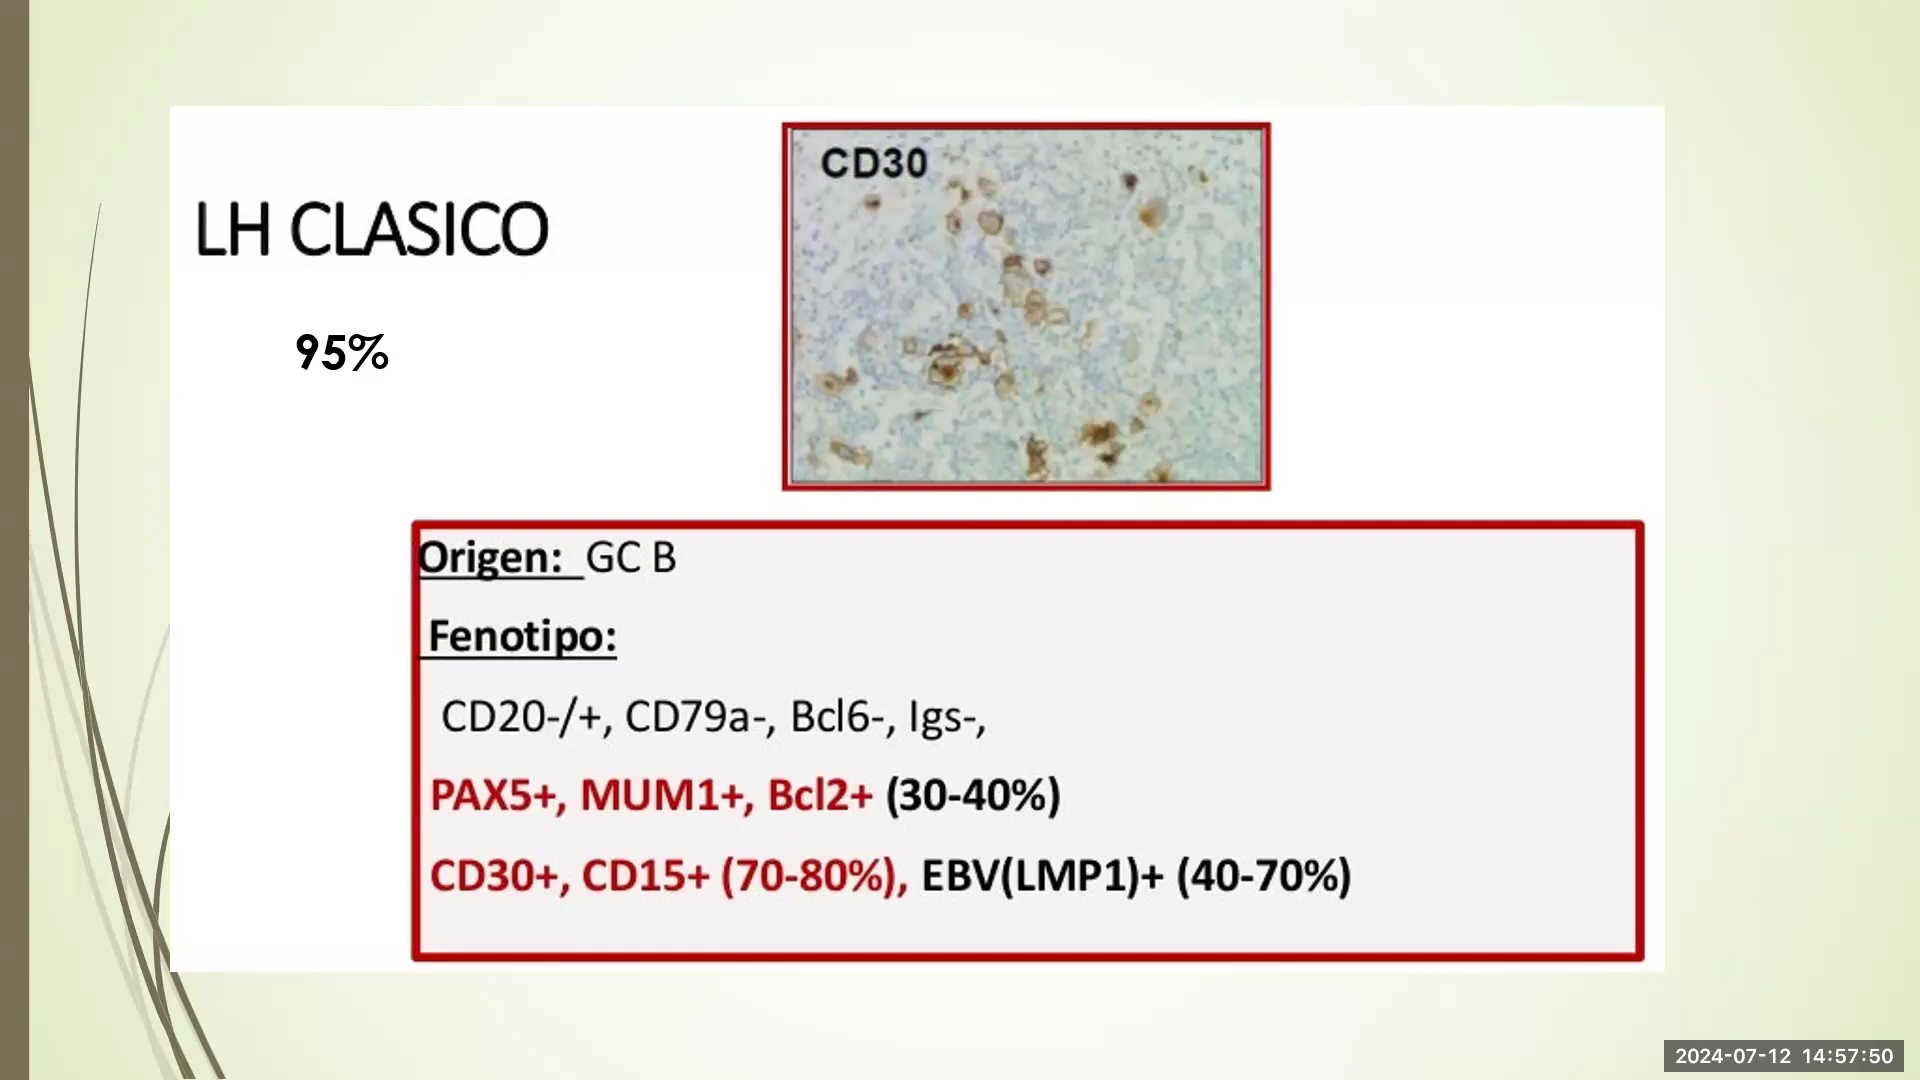 CD30
LH CLASICO
95%
Origen: GC B
Fenotipo:
CD20-/+, CD79a-, Bcl6-, Igs-,
PAX5+, MUM1+, Bcl2+ (30-40%)
CD30+, CD15+ (70-80%), EBV(LMP1)+ (40-70%)
2024-07-12 14:57:50